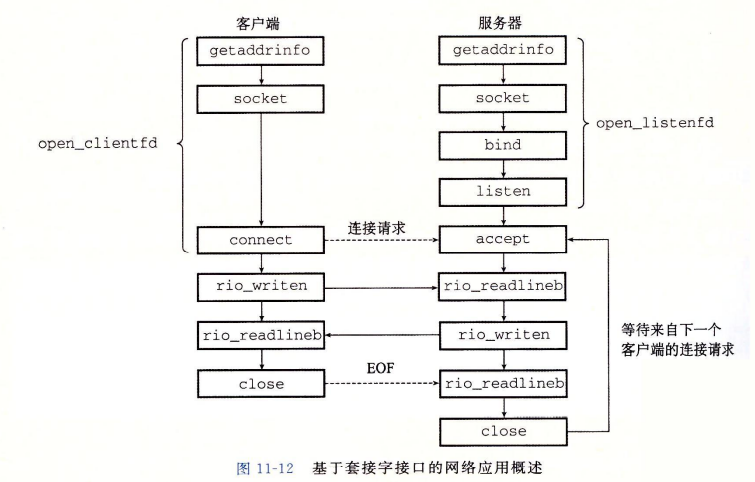 客户端
服务器
getaddrinfo
getaddrinfo
socket
socket
open_clientfd
open_listenfd
bind
listen
连接请求
connect
accept
rio_writen
rio_readlineb
rio_readlineb
rio_writen
等待来自下一个
客户端的连接请求
EOF
close
rio_readlineb
close
图 11-12 基于套接字接口的网络应用概述